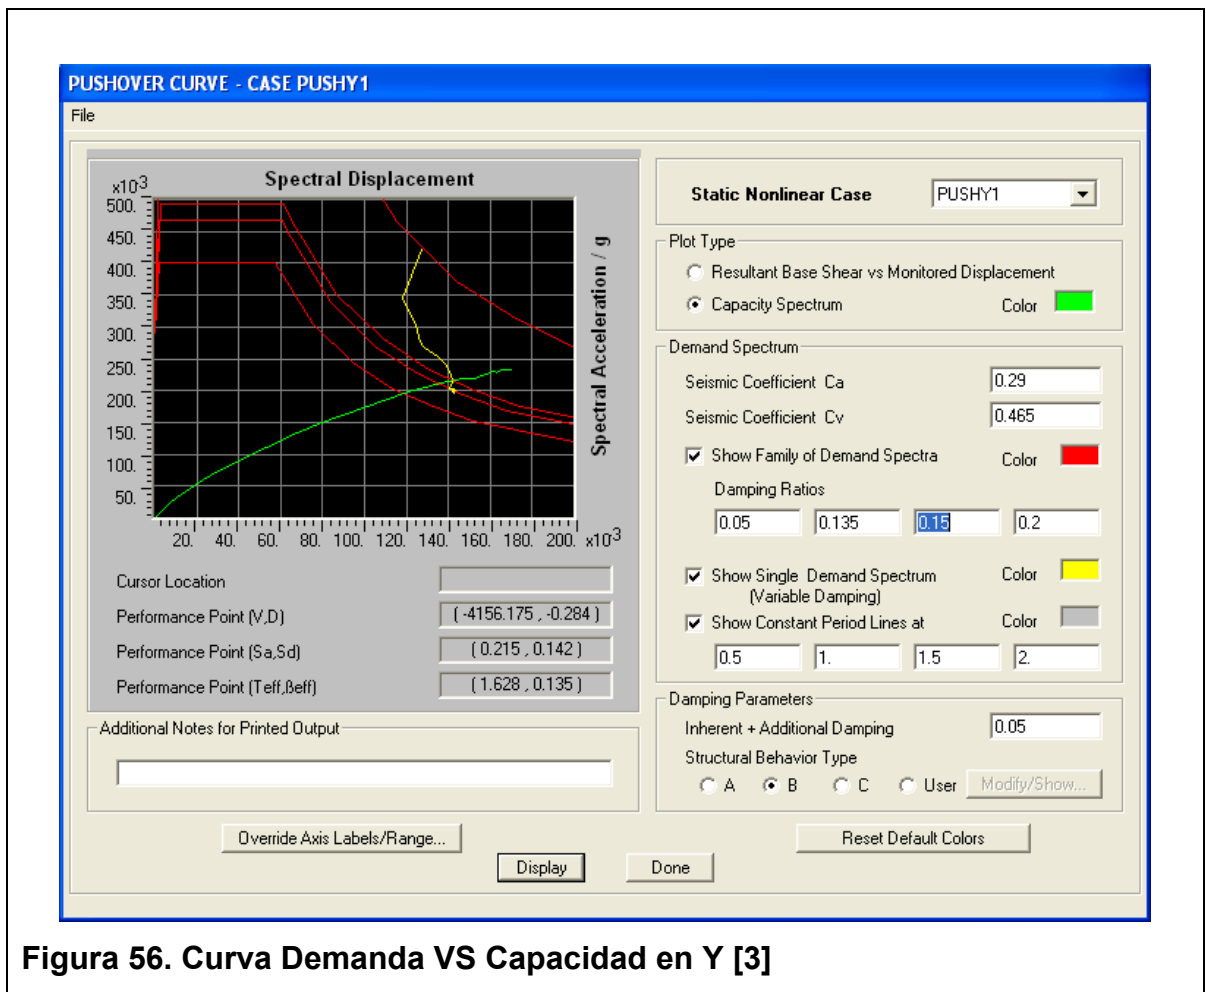 PUSHOVER CURVE - CASE PUSHY1
File
Spectral Displacement
x10-3
500.
450.
400.
350.
300.
250.
200.
150.
100.
50.
Spectral Acceleration / g
20. 40. 60. 80. 100. 120. 140. 160. 180. 200. x10-3
Cursor Location
Performance Point (V,D) ( -4156.175 , -0.284 )
Performance Point (Sa,Sd) ( 0.215 , 0.142 )
Performance Point (Teff,ßeff) ( 1.628 , 0.135 )
Additional Notes for Printed Output
Static Nonlinear Case PUSHY1
Plot Type
Resultant Base Shear vs Monitored Displacement
Capacity Spectrum Color
Demand Spectrum
Seismic Coefficient Ca 0.29
Seismic Coefficient Cv 0.465
Show Family of Demand Spectra Color
Damping Ratios
0.05 0.135 0.15 0.2
Show Single Demand Spectrum Color
(Variable Damping)
Show Constant Period Lines at Color
0.5 1. 1.5 2.
Damping Parameters
Inherent + Additional Damping 0.05
Structural Behavior Type
A B C User Modify/Show...
Override Axis Labels/Range... Reset Default Colors
Display Done
Figura 56. Curva Demanda VS Capacidad en Y [3]